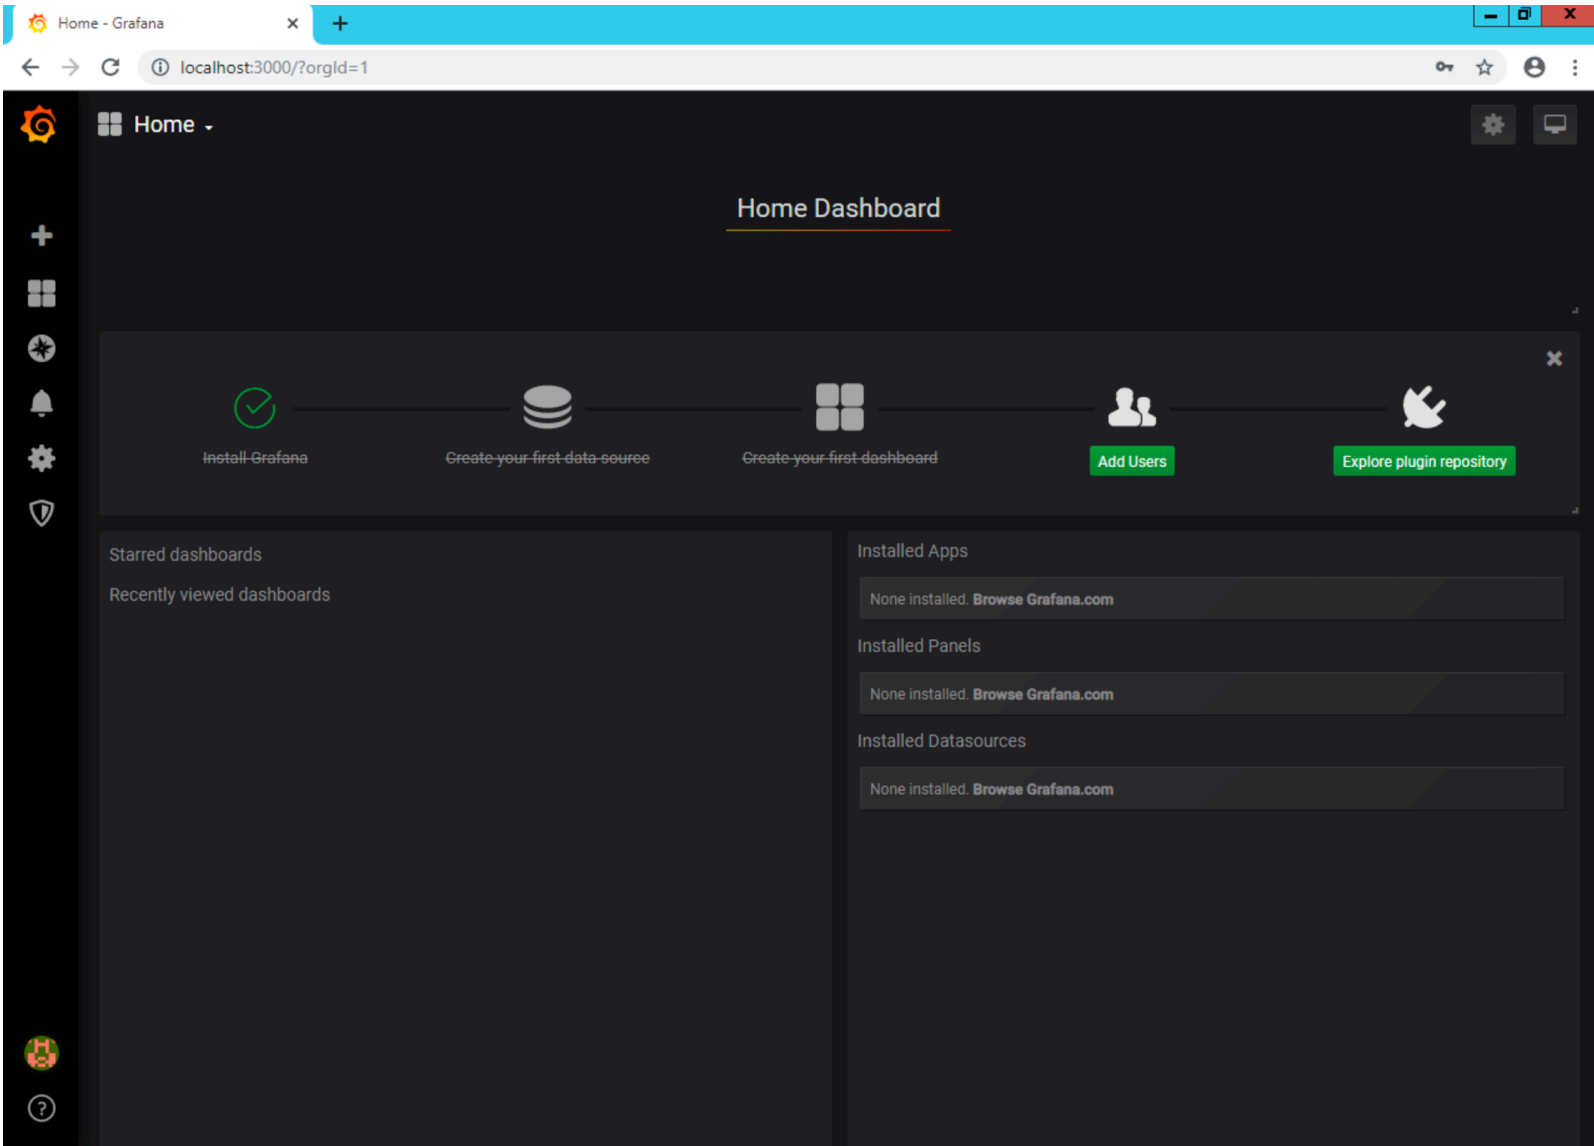 Home - Grafana
localhost:3000/?orgId=1
Home
Home Dashboard
Install Grafana
Create your first data source
Create your first dashboard
Add Users
Explore plugin repository
Starred dashboards
Recently viewed dashboards
Installed Apps
None installed. Browse Grafana.com
Installed Panels
None installed. Browse Grafana.com
Installed Datasources
None installed. Browse Grafana.com